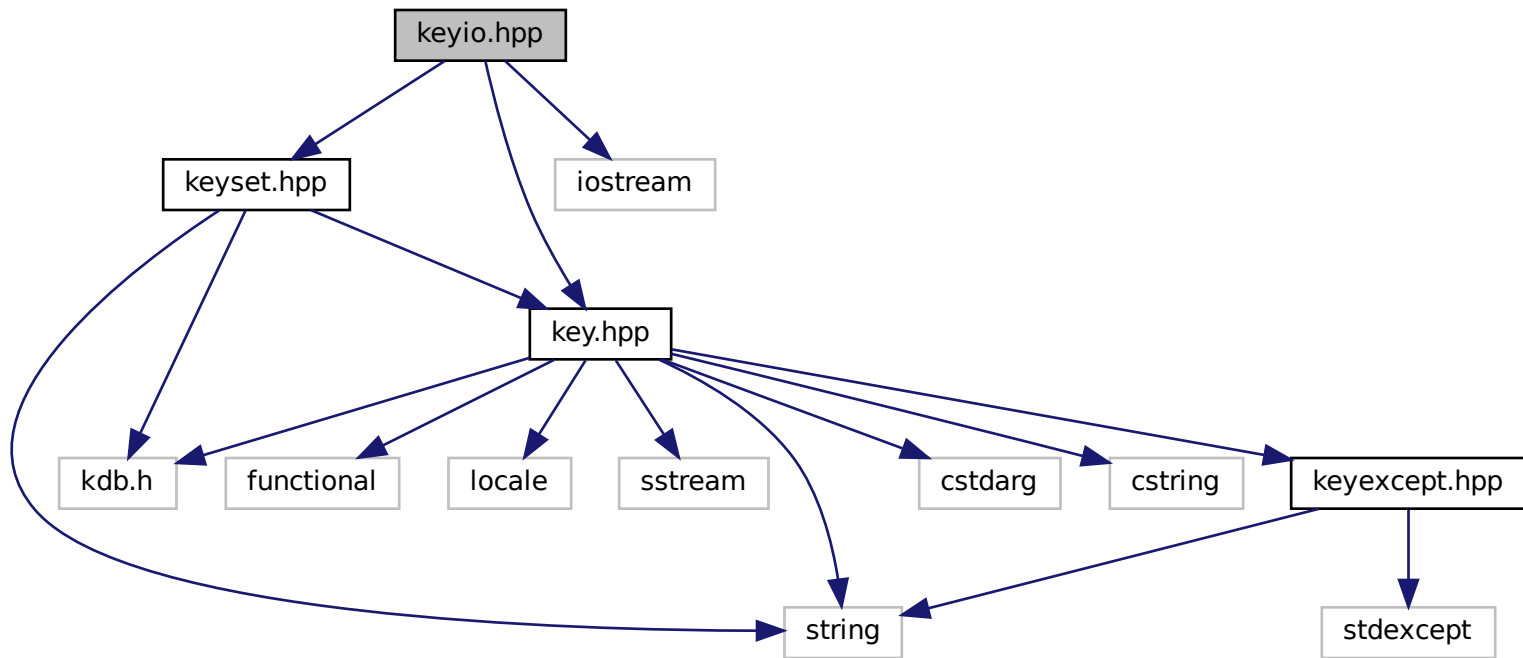 keyio.hpp
keyset.hpp
iostream
key.hpp
kdb.h
functional
locale
sstream
cstdarg
cstring
keyexcept.hpp
string
stdexcept